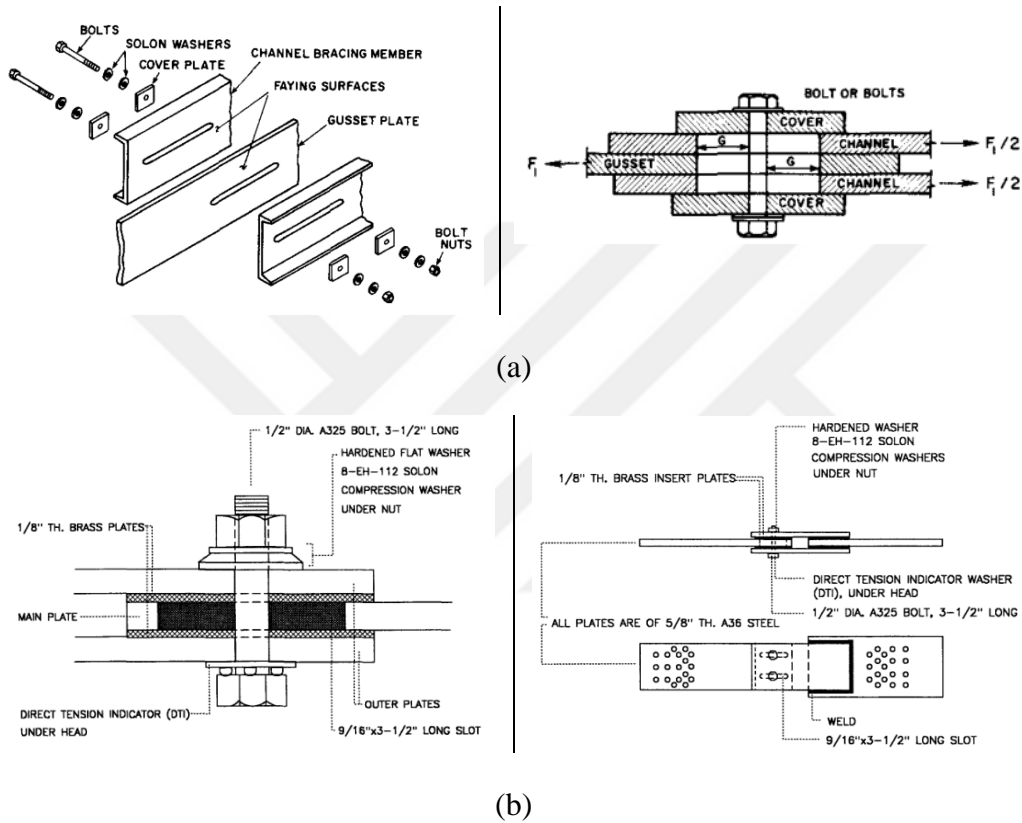 BOLTS
SOLON WASHERS
COVER PLATE
CHANNEL BRACING MEMBER
FAYING SURFACES
GUSSET PLATE
BOLT
NUTS
BOLT OR BOLTS
COVER
G
CHANNEL
F₁/2
F₁
GUSSET
G
CHANNEL
F₁/2
COVER
(a)
1/2" DIA. A325 BOLT, 3-1/2" LONG
HARDENED FLAT WASHER
8-EH-112 SOLON
COMPRESSION WASHER
UNDER NUT
1/8" TH. BRASS PLATES
MAIN PLATE
OUTER PLATES
DIRECT TENSION INDICATOR (DTI)
UNDER HEAD
9/16"x3-1/2" LONG SLOT
HARDENED WASHER
8-EH-112 SOLON
COMPRESSION WASHERS
UNDER NUT
1/8" TH. BRASS INSERT PLATES
DIRECT TENSION INDICATOR WASHER
(DTI), UNDER HEAD
1/2" DIA. A325 BOLT, 3-1/2" LONG
ALL PLATES ARE OF 5/8" TH. A36 STEEL
WELD
9/16"x3-1/2" LONG SLOT
(b)